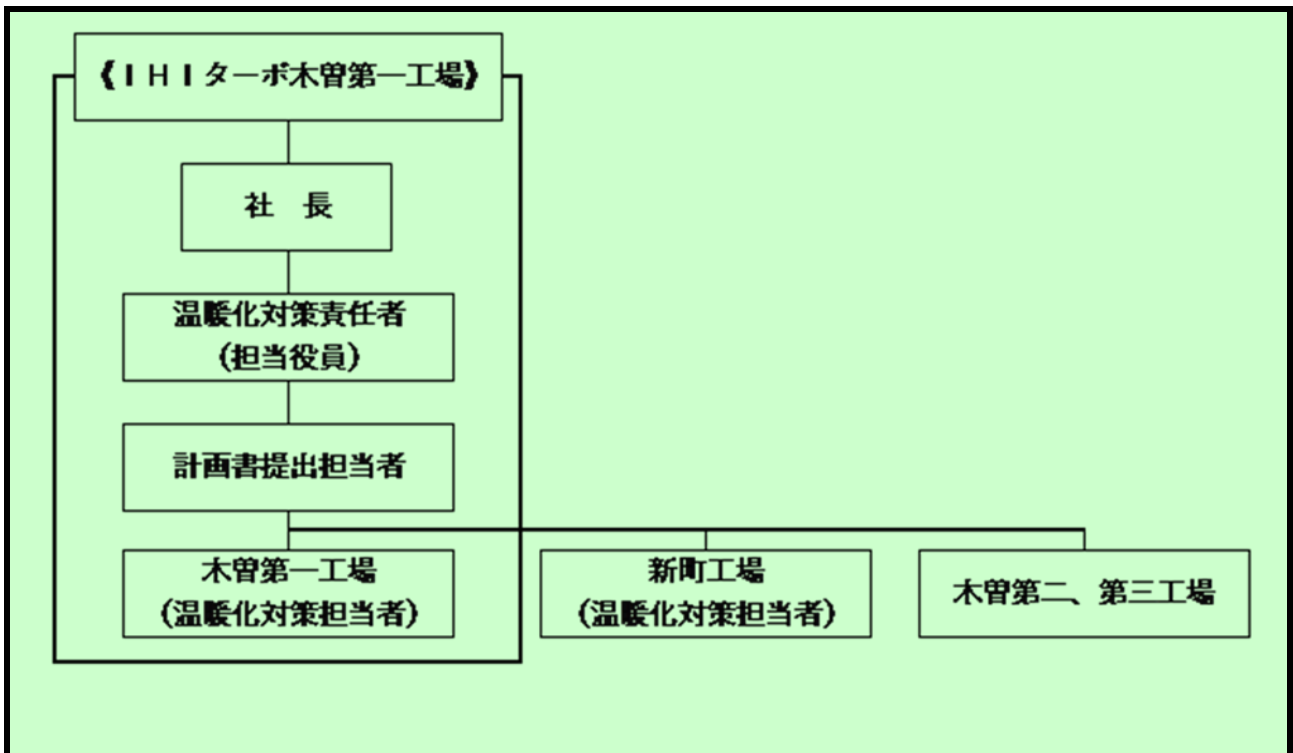 《ＩＨＩターボ木曽第一工場》
社　長
温暖化対策責任者
（担当役員）
計画書提出担当者
木曽第一工場
（温暖化対策担当者）
新町工場
（温暖化対策担当者）
木曽第二、第三工場